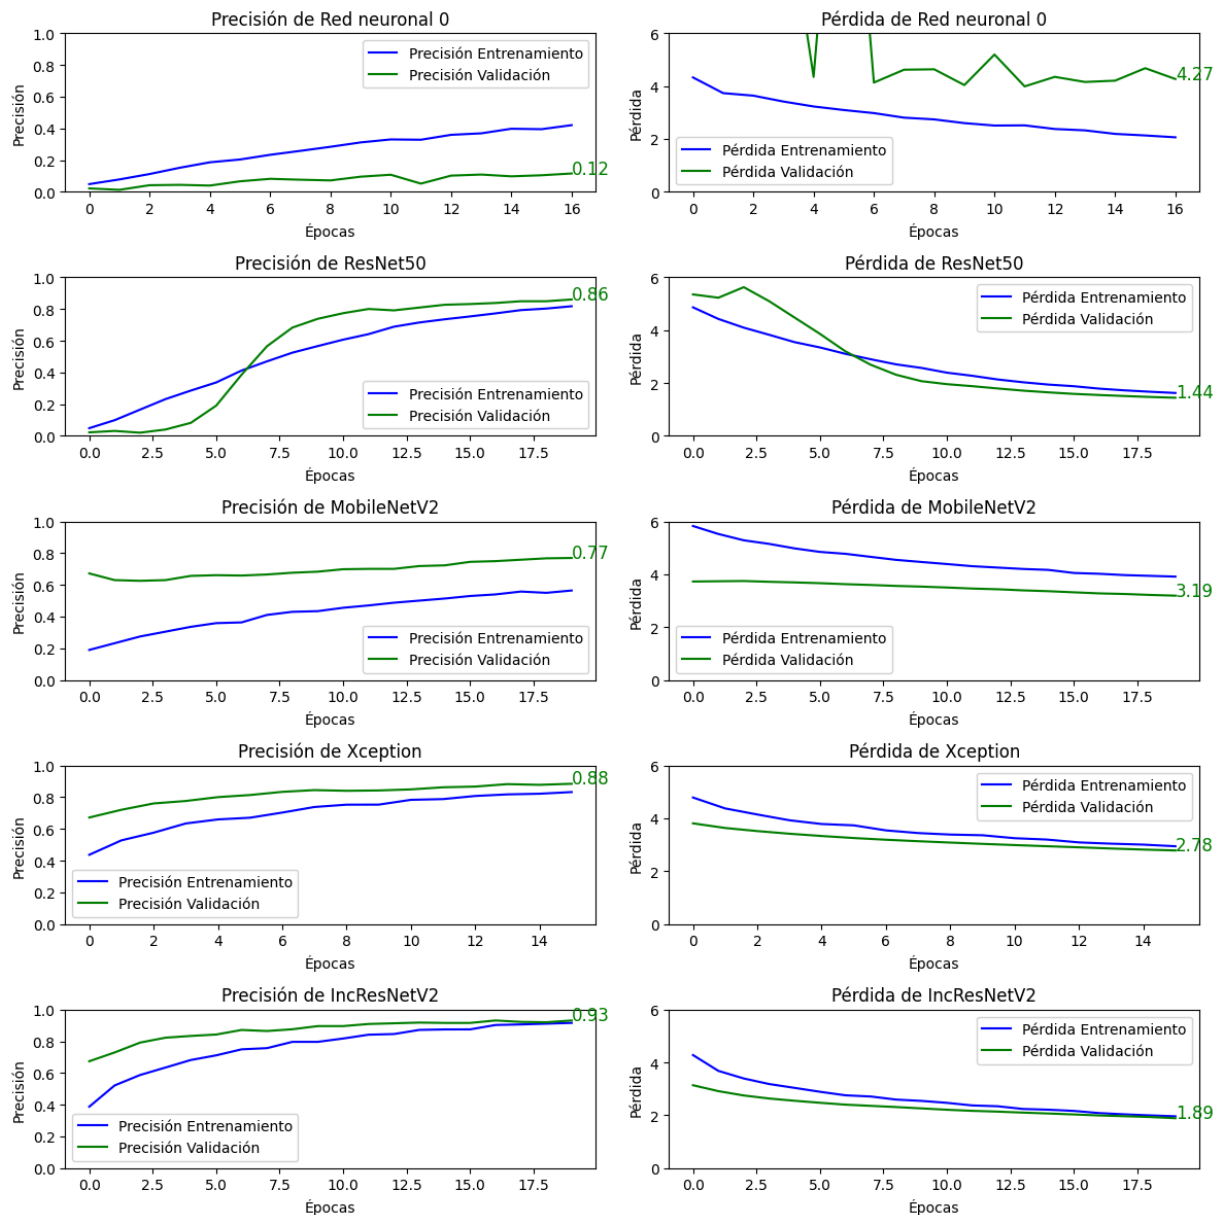 Precisión de Red neuronal 0
Precisión
1.0
0.8
0.6
0.4
0.2
0.0
Precisión Entrenamiento
Precisión Validación
0.12
0 2 4 6 8 10 12 14 16
Épocas
Pérdida de Red neuronal 0
Pérdida
6
4
2
0
4.27
Pérdida Entrenamiento
Pérdida Validación
0 2 4 6 8 10 12 14 16
Épocas
Precisión de ResNet50
Precisión
1.0
0.8
0.6
0.4
0.2
0.0
0.86
Precisión Entrenamiento
Precisión Validación
0.0 2.5 5.0 7.5 10.0 12.5 15.0 17.5
Épocas
Pérdida de ResNet50
Pérdida
6
4
2
0
Pérdida Entrenamiento
Pérdida Validación
1.44
0.0 2.5 5.0 7.5 10.0 12.5 15.0 17.5
Épocas
Precisión de MobileNetV2
Precisión
1.0
0.8
0.6
0.4
0.2
0.0
0.77
Precisión Entrenamiento
Precisión Validación
0.0 2.5 5.0 7.5 10.0 12.5 15.0 17.5
Épocas
Pérdida de MobileNetV2
Pérdida
6
4
2
0
3.19
Pérdida Entrenamiento
Pérdida Validación
0.0 2.5 5.0 7.5 10.0 12.5 15.0 17.5
Épocas
Precisión de Xception
Precisión
1.0
0.8
0.6
0.4
0.2
0.0
0.88
Precisión Entrenamiento
Precisión Validación
0 2 4 6 8 10 12 14
Épocas
Pérdida de Xception
Pérdida
6
4
2
0
Pérdida Entrenamiento
Pérdida Validación
2.78
0 2 4 6 8 10 12 14
Épocas
Precisión de IncResNetV2
Precisión
1.0
0.8
0.6
0.4
0.2
0.0
0.93
Precisión Entrenamiento
Precisión Validación
0.0 2.5 5.0 7.5 10.0 12.5 15.0 17.5
Épocas
Pérdida de IncResNetV2
Pérdida
6
4
2
0
Pérdida Entrenamiento
Pérdida Validación
1.89
0.0 2.5 5.0 7.5 10.0 12.5 15.0 17.5
Épocas